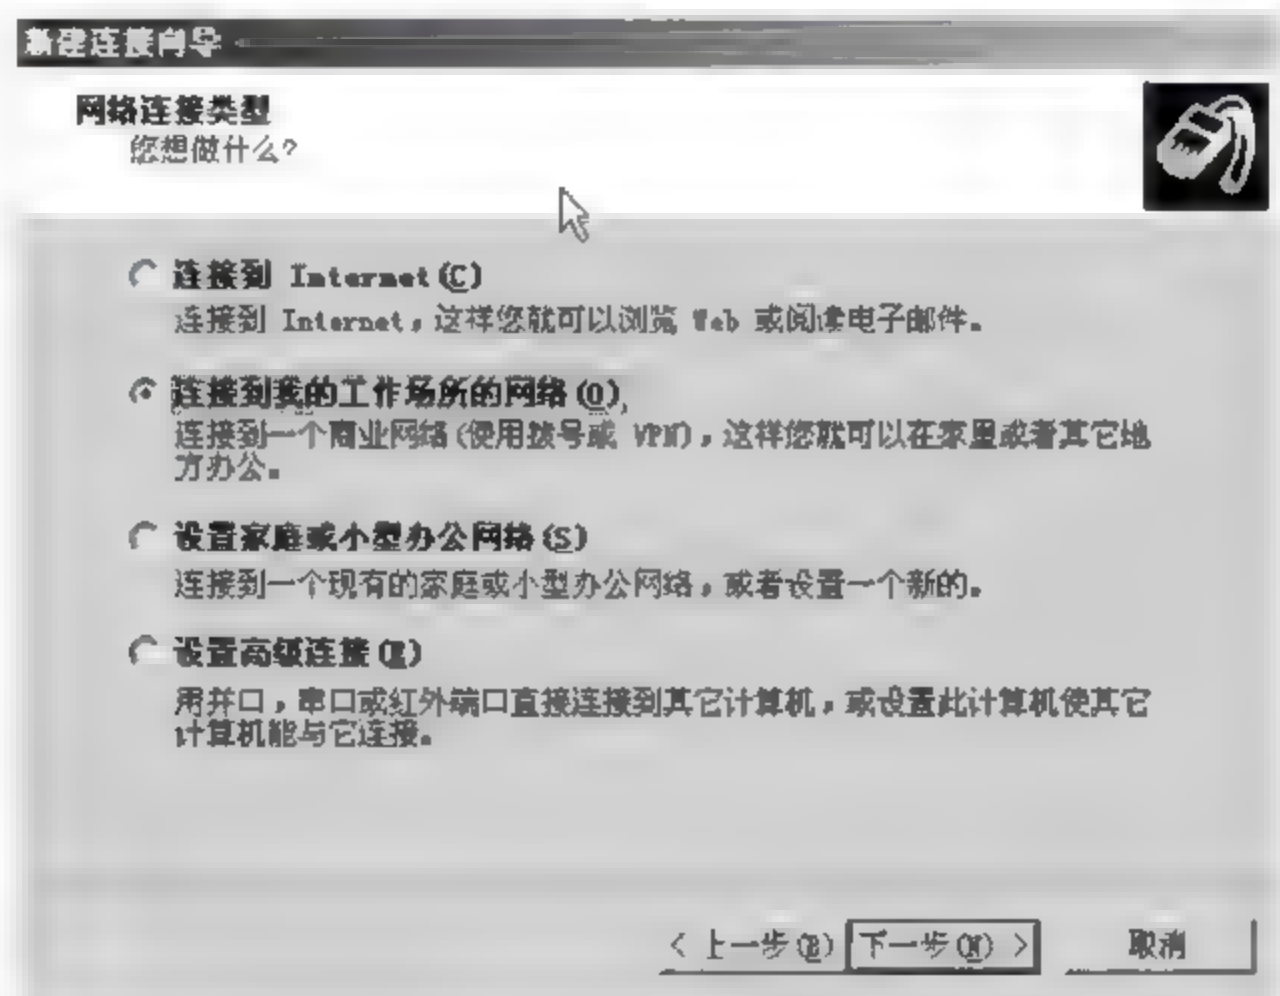 新建连接向导
网络连接类型
您想做什么?
连接到 Internet(C)
连接到 Internet，这样您就可以浏览 Web 或阅读电子邮件。
连接到我的工作场所的网络(O)
连接到一个商业网络(使用拨号或 VPN)，这样您就可以在家里或者其它地
方办公。
设置家庭或小型办公网络(S)
连接到一个现有的家庭或小型办公网络，或者设置一个新的。
设置高级连接(E)
用并口，串口或红外端口直接连接到其它计算机，或设置此计算机使其它
计算机能与它连接。
< 上一步(B) 下一步(N) > 取消